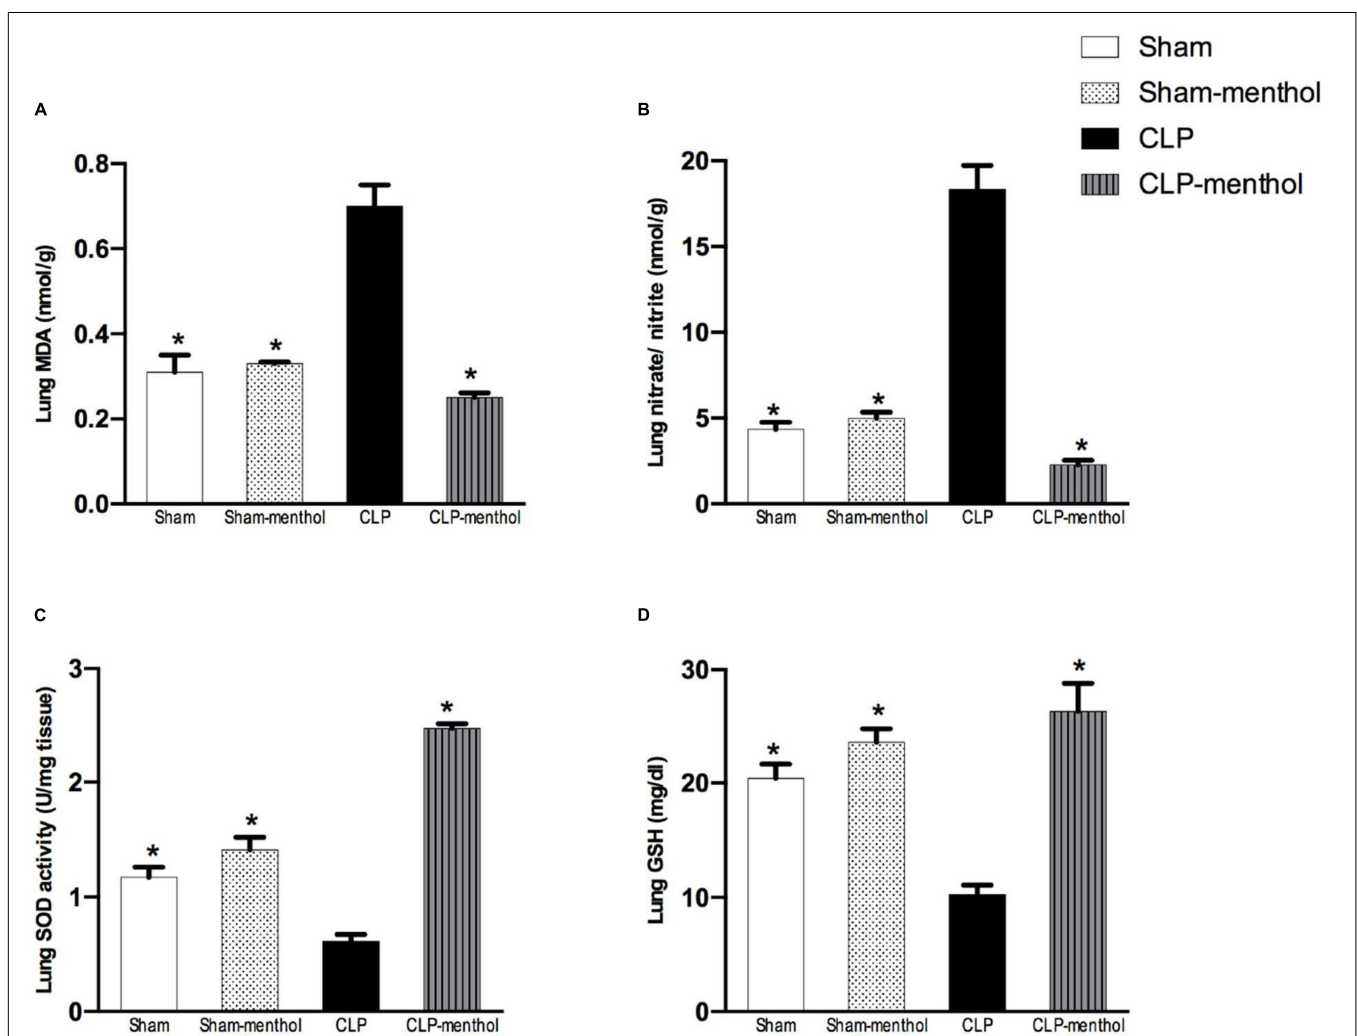 Sham
Sham-menthol
CLP
CLP-menthol
A
Lung MDA (nmol/g)
0.8
0.6
0.4
0.2
0.0
* * *
Sham Sham-menthol CLP CLP-menthol
B
Lung nitrate/ nitrite (nmol/g)
20
15
10
5
0
* * *
Sham Sham-menthol CLP CLP-menthol
C
Lung SOD activity (U/mg tissue)
3
2
1
0
* * *
Sham Sham-menthol CLP CLP-menthol
D
Lung GSH (mg/dl)
30
20
10
0
* * *
Sham Sham-menthol CLP CLP-menthol